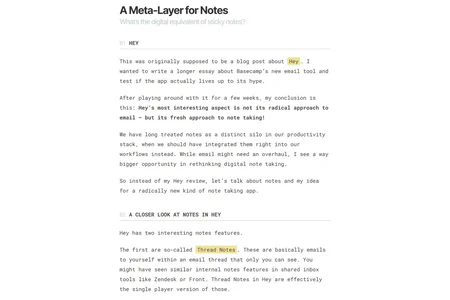 A Meta-Layer for Notes
What's the digital equivalent of sticky notes?
01 HEY
This was originally supposed to be a blog post about Hey. I
wanted to write a longer essay about Basecamp's new email tool and
test if the app actually lives up to its hype.
After playing around with it for a few weeks, my conclusion is
this: Hey's most interesting aspect is not its radical approach to
email – but its fresh approach to note taking!
We have long treated notes as a distinct silo in our productivity
stack, when we should have integrated them right into our
workflows instead. While email might need an overhaul, I see a way
bigger opportunity in rethinking digital note taking.
So instead of my Hey review, let's talk about notes and my idea
for a radically new kind of note taking app.
02 A CLOSER LOOK AT NOTES IN HEY
Hey has two interesting notes features.
The first are so-called Thread Notes. These are basically emails
to yourself within an email thread that only you can see. You
might have seen similar internal notes features in shared inbox
tools like Zendesk or Front. Thread Notes in Hey are effectively
the single player version of those.